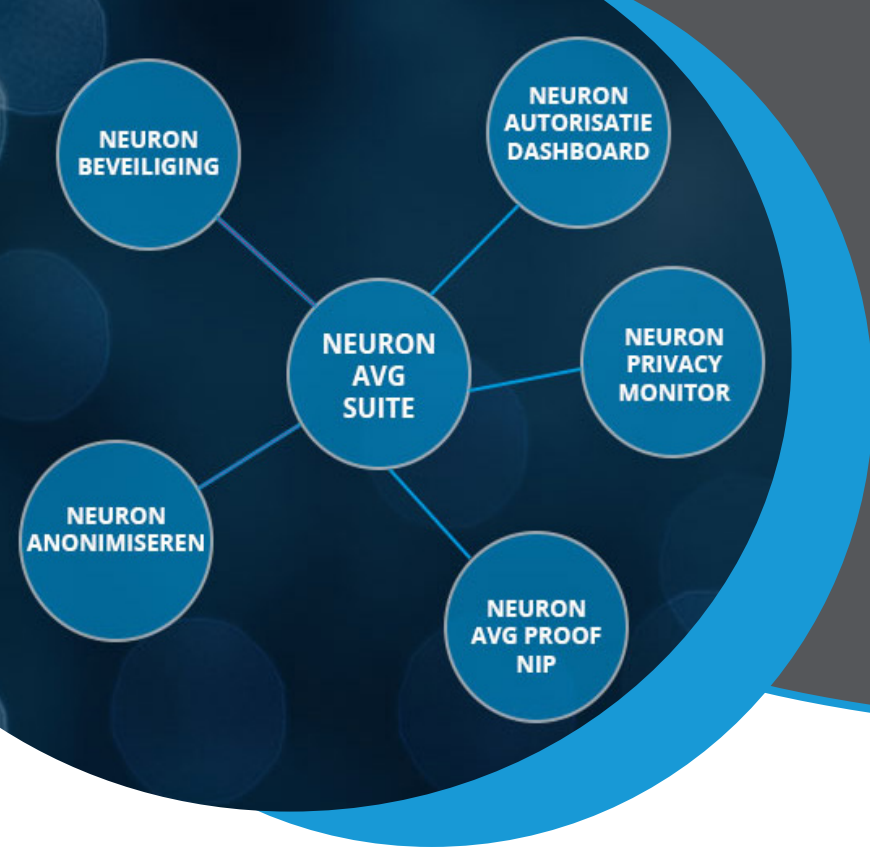 NEURON
BEVEILIGING
NEURON
AUTORISATIE
DASHBOARD
NEURON
AVG
SUITE
NEURON
PRIVACY
MONITOR
NEURON
ANONIMISEREN
NEURON
AVG PROOF
NIP